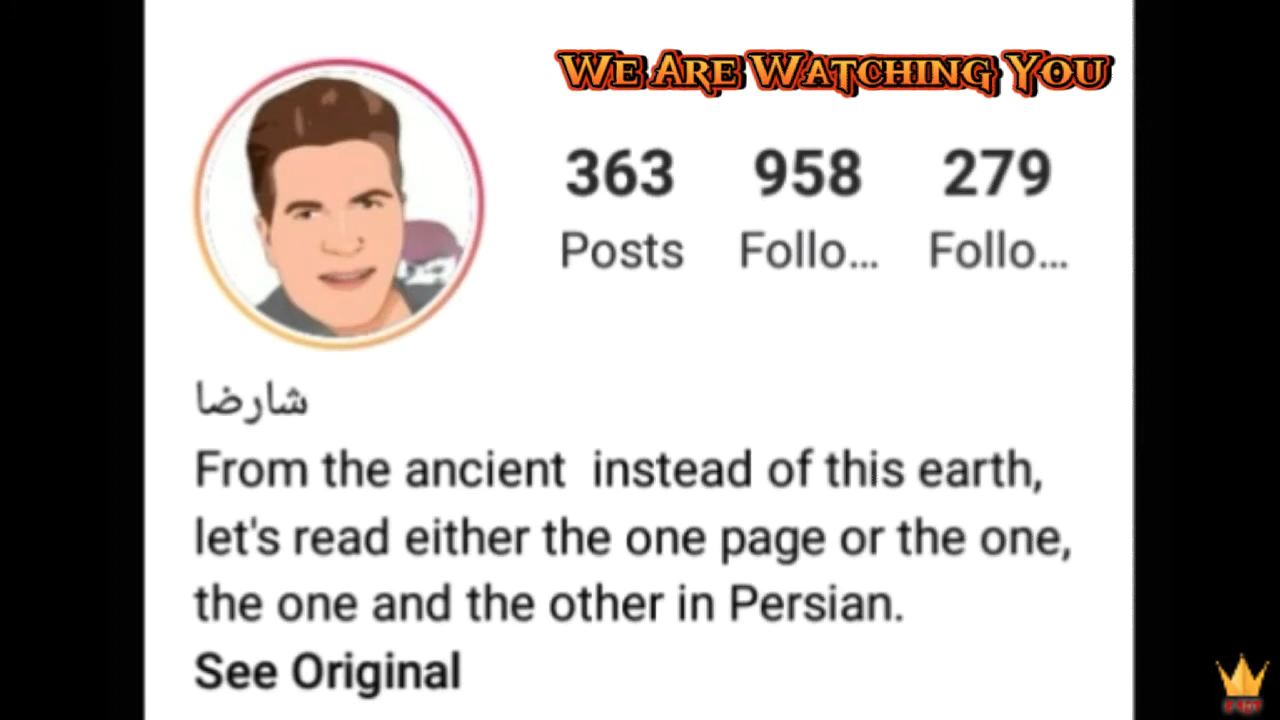 We Are Watching You
363 958 279
Posts Follo... Follo...
شارضا
From the ancient instead of this earth,
let's read either the one page or the one,
the one and the other in Persian.
See Original